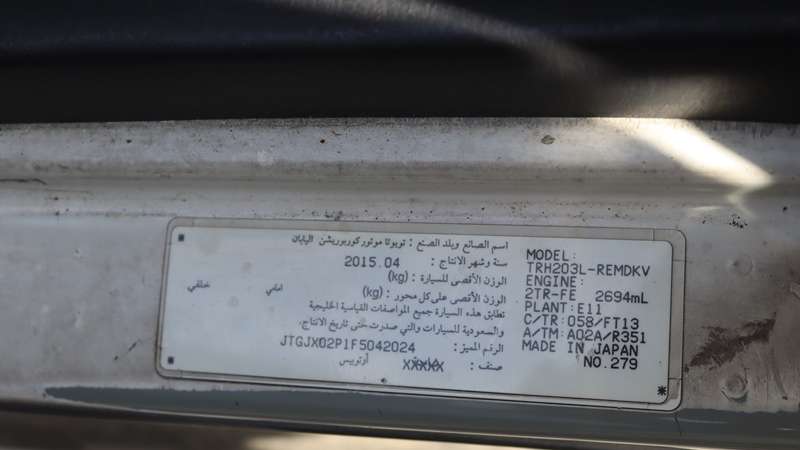 اسم الصانع وبلد الصنع : تويوتا موتور كوربوريشن اليابان
سنة وشهر الانتاج : 2015.04
الوزن الأقصى للسيارة : (kg)
الوزن الأقصى على كل محور : (kg) امامي خلفي
تطابق هذه السيارة جميع المواصفات القياسية الخليجية
والسعودية للسيارات والتي صدرت حتى تاريخ الانتاج.
الرقم المميز : JTGJX02P1F5042024
صنف : XXXXX أوتوبيس
MODEL:
TRH203L-REMDKV
ENGINE:
2TR-FE 2694mL
PLANT: E11
C/TR: 058/FT13
A/TM: A02A/R351
MADE IN JAPAN
NO.279